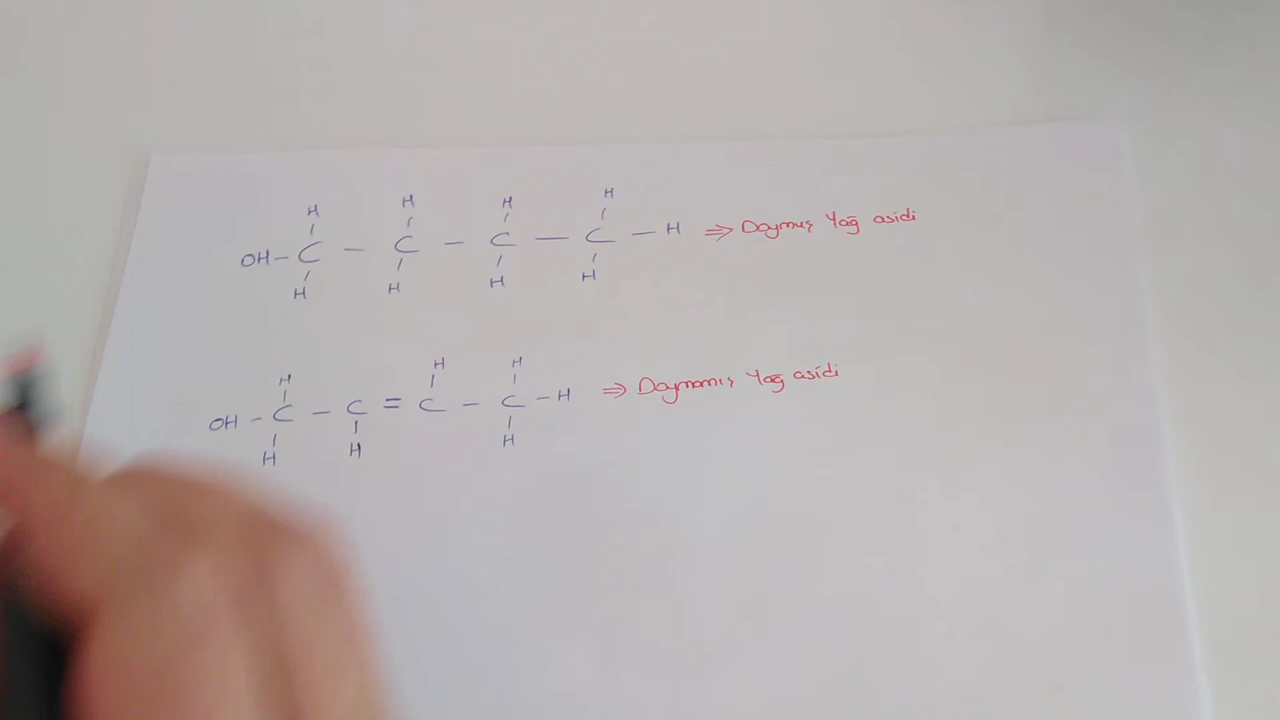 H H H H
OH - C - C - C - C - H ⇒ Doymuş Yağ asidi
H H H H
H H H
OH - C - C = C - C - H ⇒ Doymamış Yağ asidi
H H H